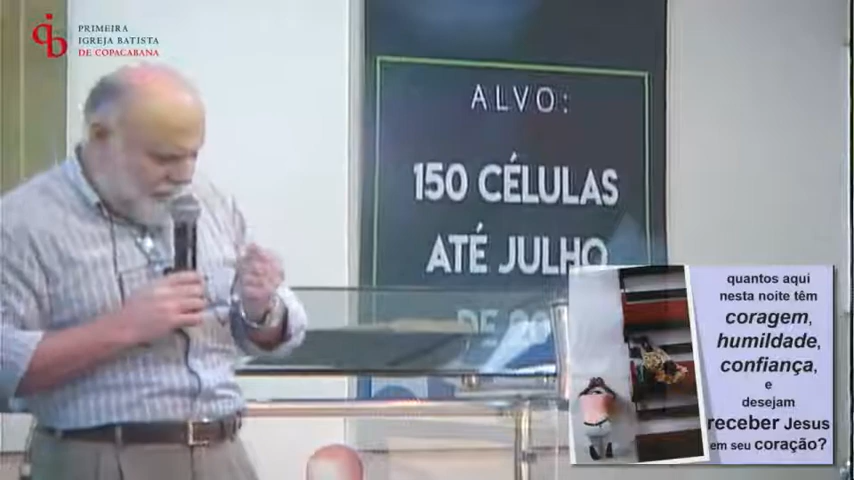 PRIMEIRA
IGREJA BATISTA
DE COPACABANA
ALVO:
150 CÉLULAS
ATÉ JULHO
DE
quantos aqui
nesta noite têm
coragem,
humildade,
confiança,
e
desejam
receber Jesus
em seu coração?